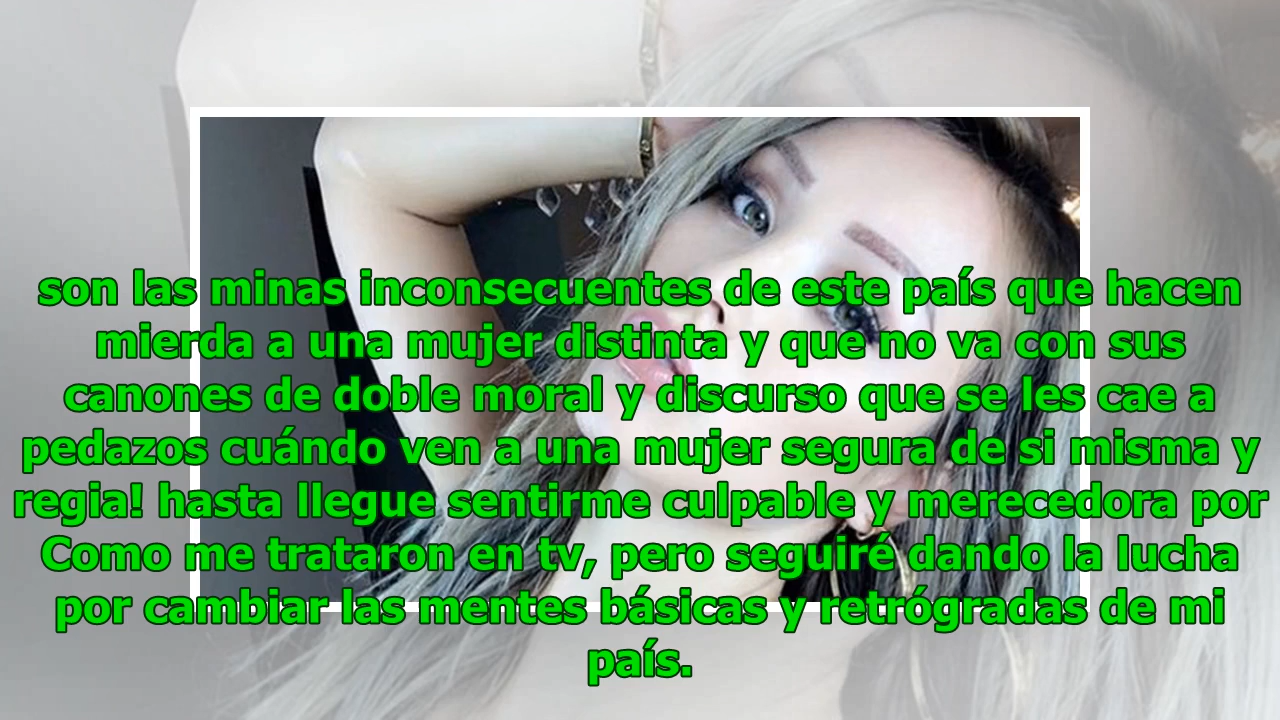 son las minas inconsecuentes de este país que hacen
mierda a una mujer distinta y que no va con sus
canones de doble moral y discurso que se les cae a
pedazos cuándo ven a una mujer segura de si misma y
regia! hasta llegue sentirme culpable y merecedora por
Como me trataron en tv, pero seguiré dando la lucha
por cambiar las mentes básicas y retrógradas de mi
país.